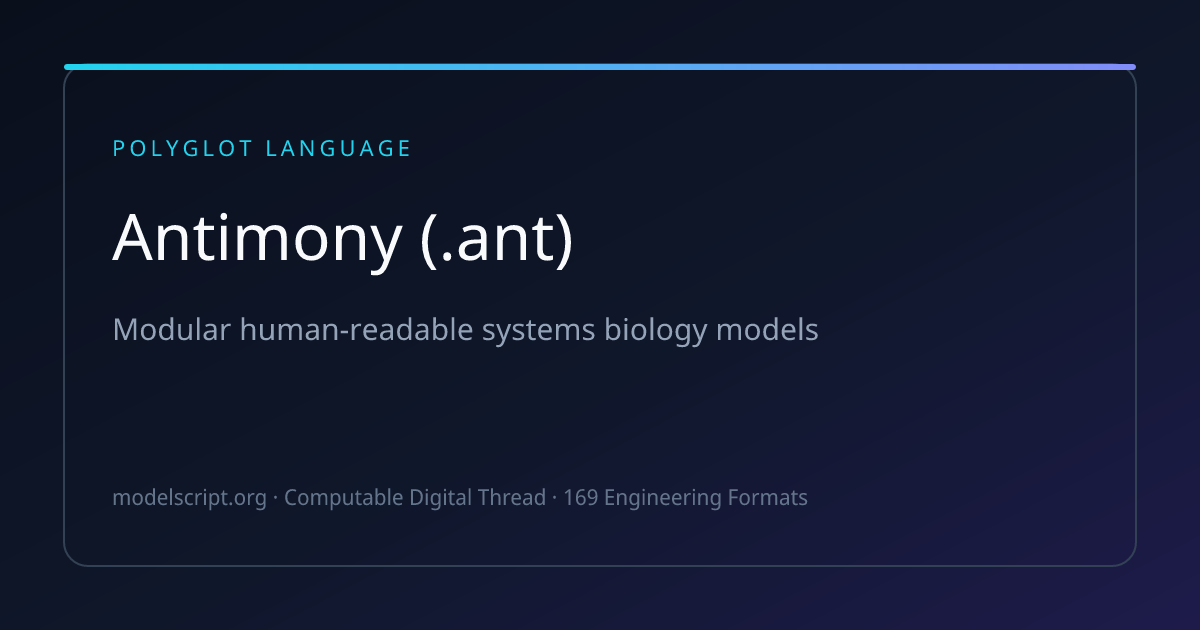 POLYGLOT LANGUAGE
Antimony (.ant)
Modular human-readable systems biology models
modelscript.org · Computable Digital Thread · 169 Engineering Formats